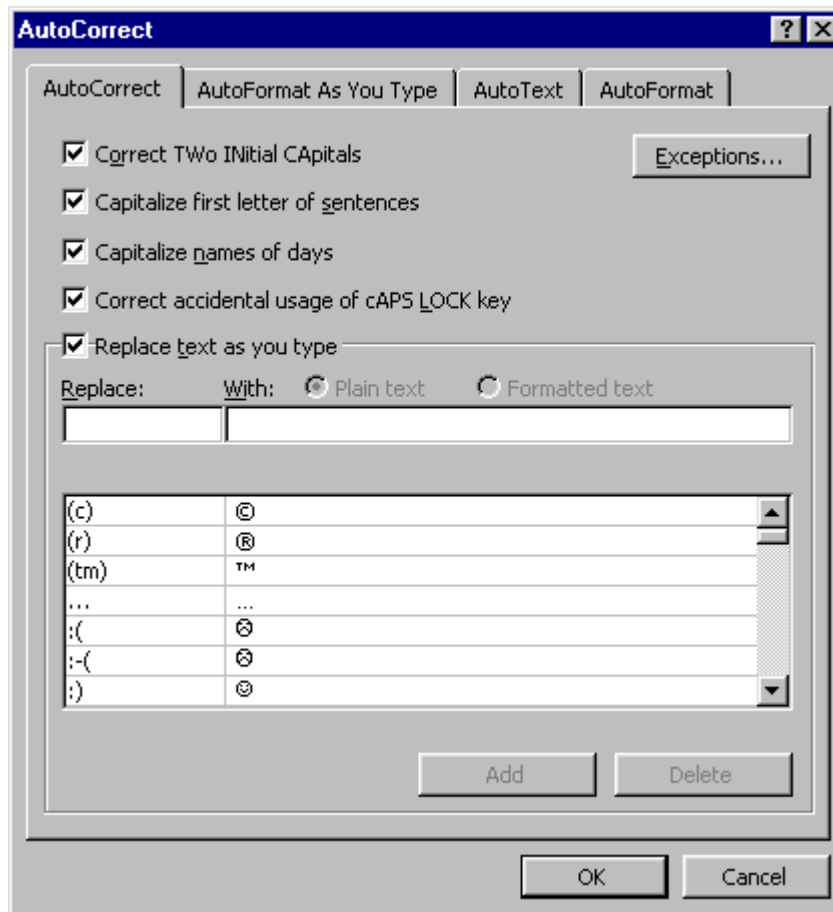 AutoCorrect
AutoCorrect AutoFormat As You Type AutoText AutoFormat
Correct TWo INitial CApitals Exceptions...
Capitalize first letter of sentences
Capitalize names of days
Correct accidental usage of cAPS LOCK key
Replace text as you type
Replace: With: Plain text Formatted text
(c) ©
(r) ®
(tm) ™
... …
:( ☹
:-( ☹
:) ☺
Add Delete
OK Cancel